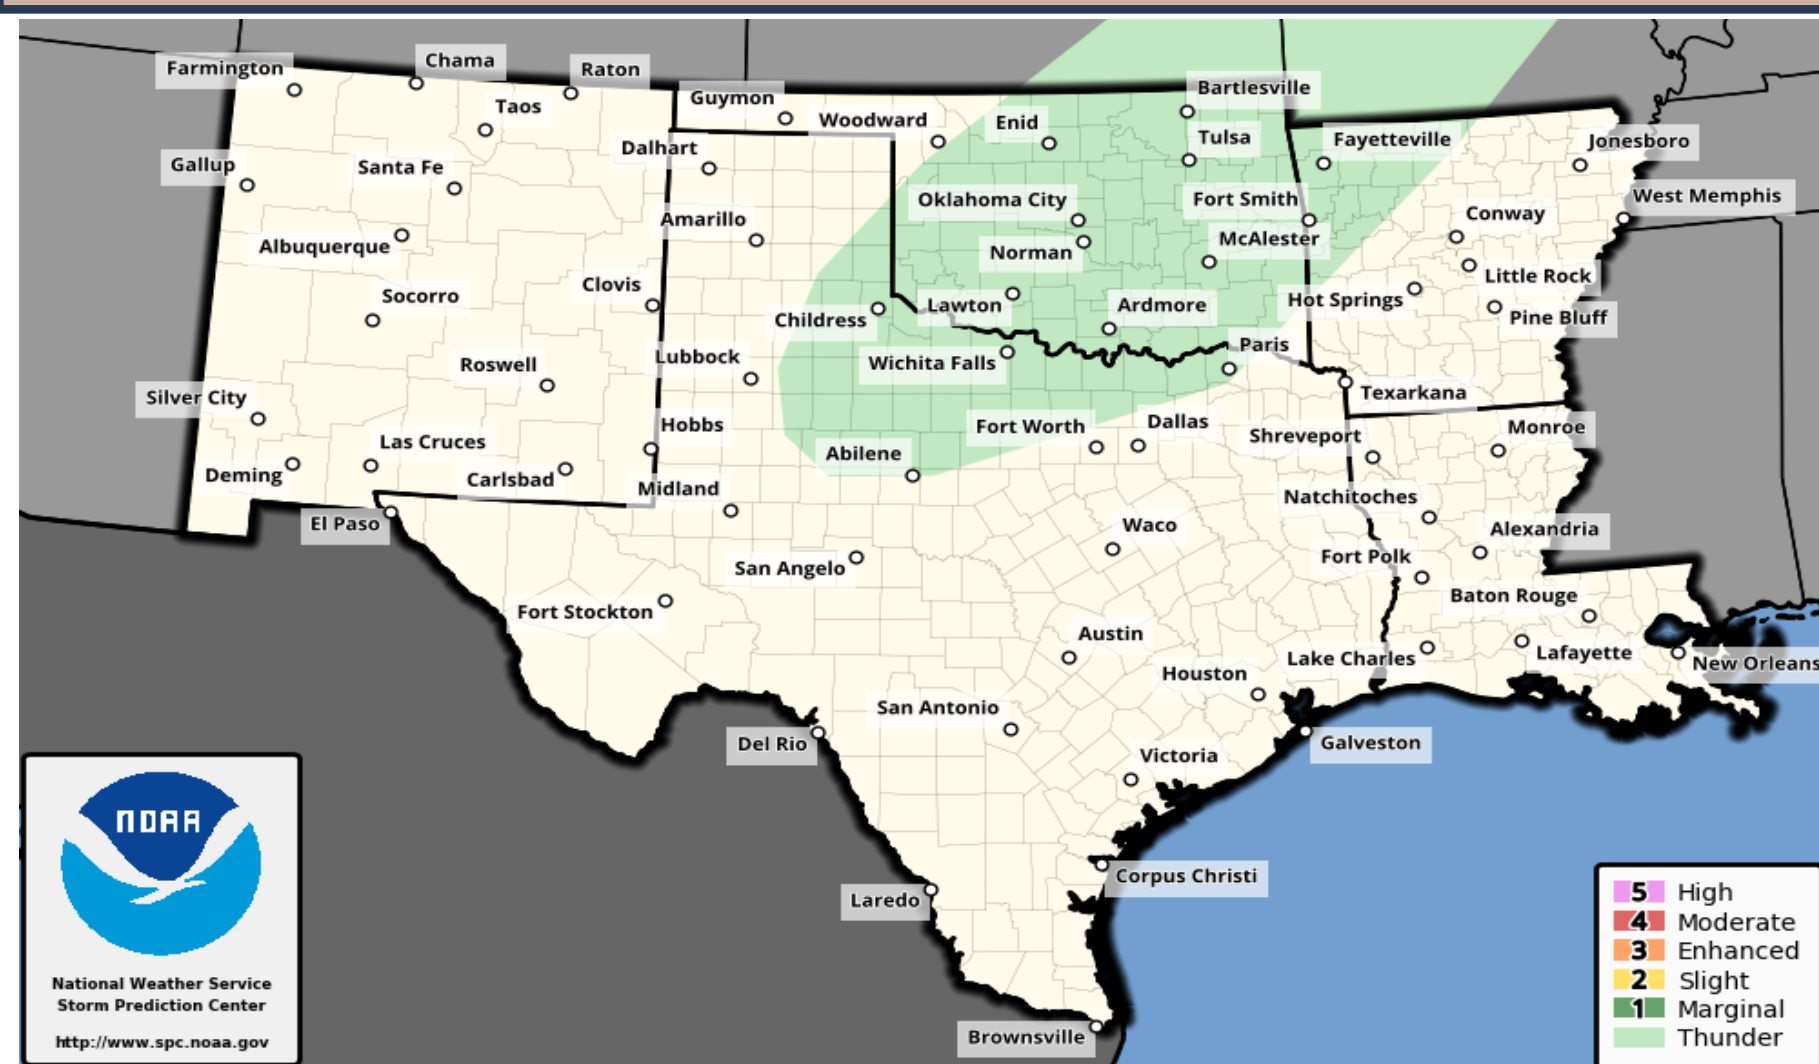 Farmington
Chama
Raton
Taos
Guymon
Woodward
Enid
Bartlesville
Tulsa
Fayetteville
Jonesboro
Gallup
Santa Fe
Dalhart
Oklahoma City
Fort Smith
West Memphis
Amarillo
Conway
Albuquerque
Norman
McAlester
Little Rock
Socorro
Clovis
Childress
Lawton
Ardmore
Hot Springs
Pine Bluff
Roswell
Lubbock
Wichita Falls
Paris
Texarkana
Silver City
Las Cruces
Hobbs
Abilene
Fort Worth
Dallas
Shreveport
Monroe
Deming
Carlsbad
Midland
Natchitoches
El Paso
San Angelo
Waco
Fort Polk
Alexandria
Fort Stockton
Austin
Baton Rouge
Lake Charles
Lafayette
New Orleans
Houston
San Antonio
Del Rio
Victoria
Galveston
Laredo
Corpus Christi
Brownsville
NOAA
National Weather Service
Storm Prediction Center
http://www.spc.noaa.gov
5 High
4 Moderate
3 Enhanced
2 Slight
1 Marginal
Thunder